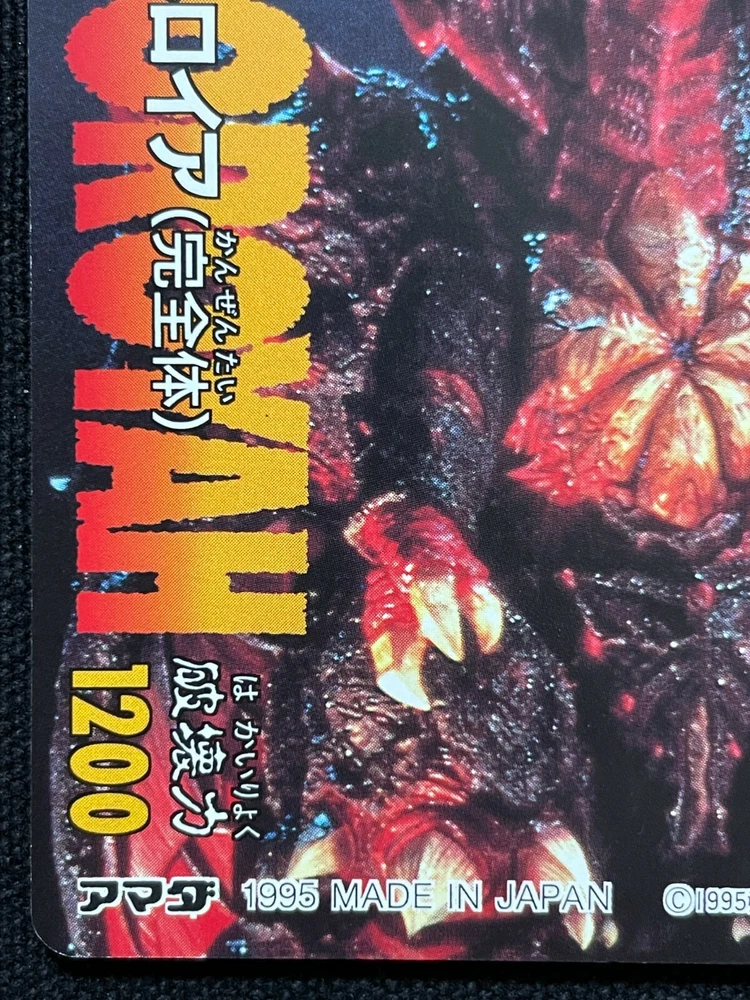 ロイア(完全体)
かんぜんたい
OROYAH
はかいりょく
破壊力
1200
アマダ 1995 MADE IN JAPAN ©1995